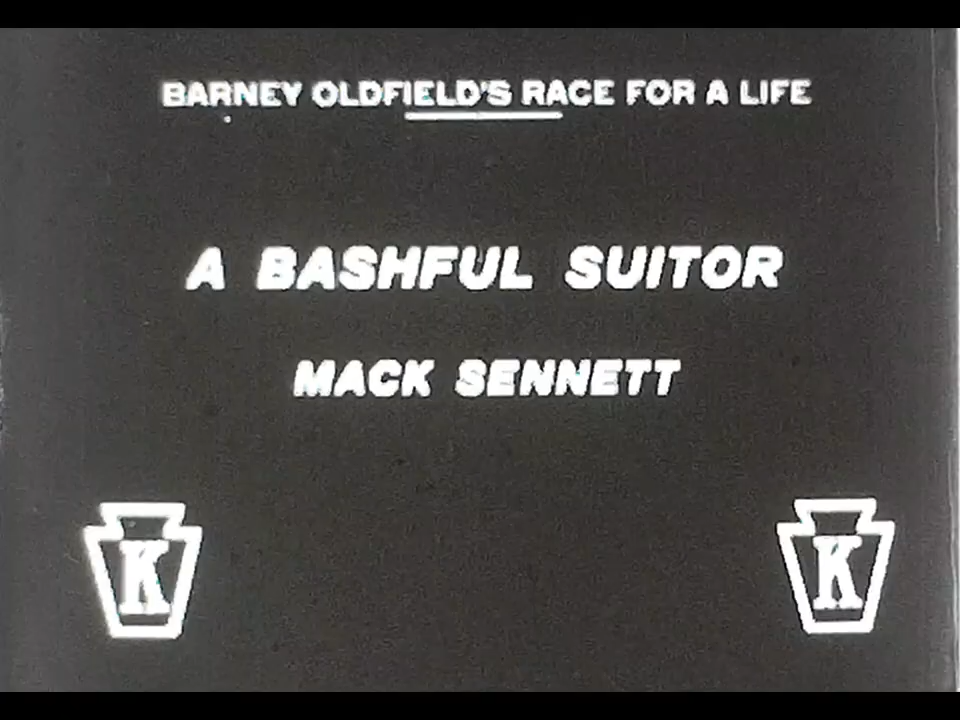 BARNEY OLDFIELD'S RACE FOR A LIFE
A BASHFUL SUITOR
MACK SENNETT
K K